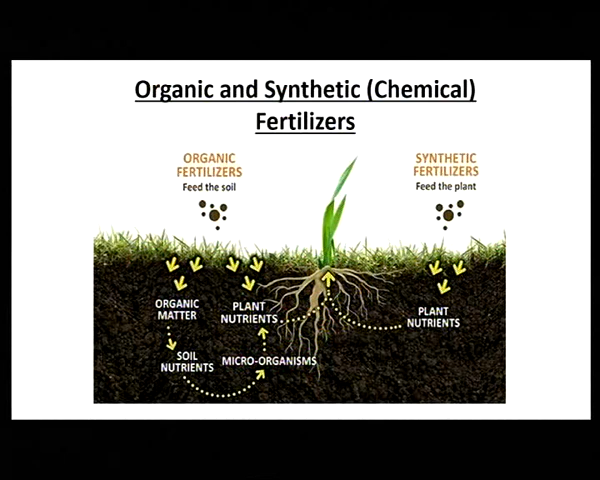 Organic and Synthetic (Chemical)
Fertilizers
ORGANIC
FERTILIZERS
Feed the soil
SYNTHETIC
FERTILIZERS
Feed the plant
ORGANIC
MATTER
PLANT
NUTRIENTS
PLANT
NUTRIENTS
SOIL
NUTRIENTS
MICRO-ORGANISMS